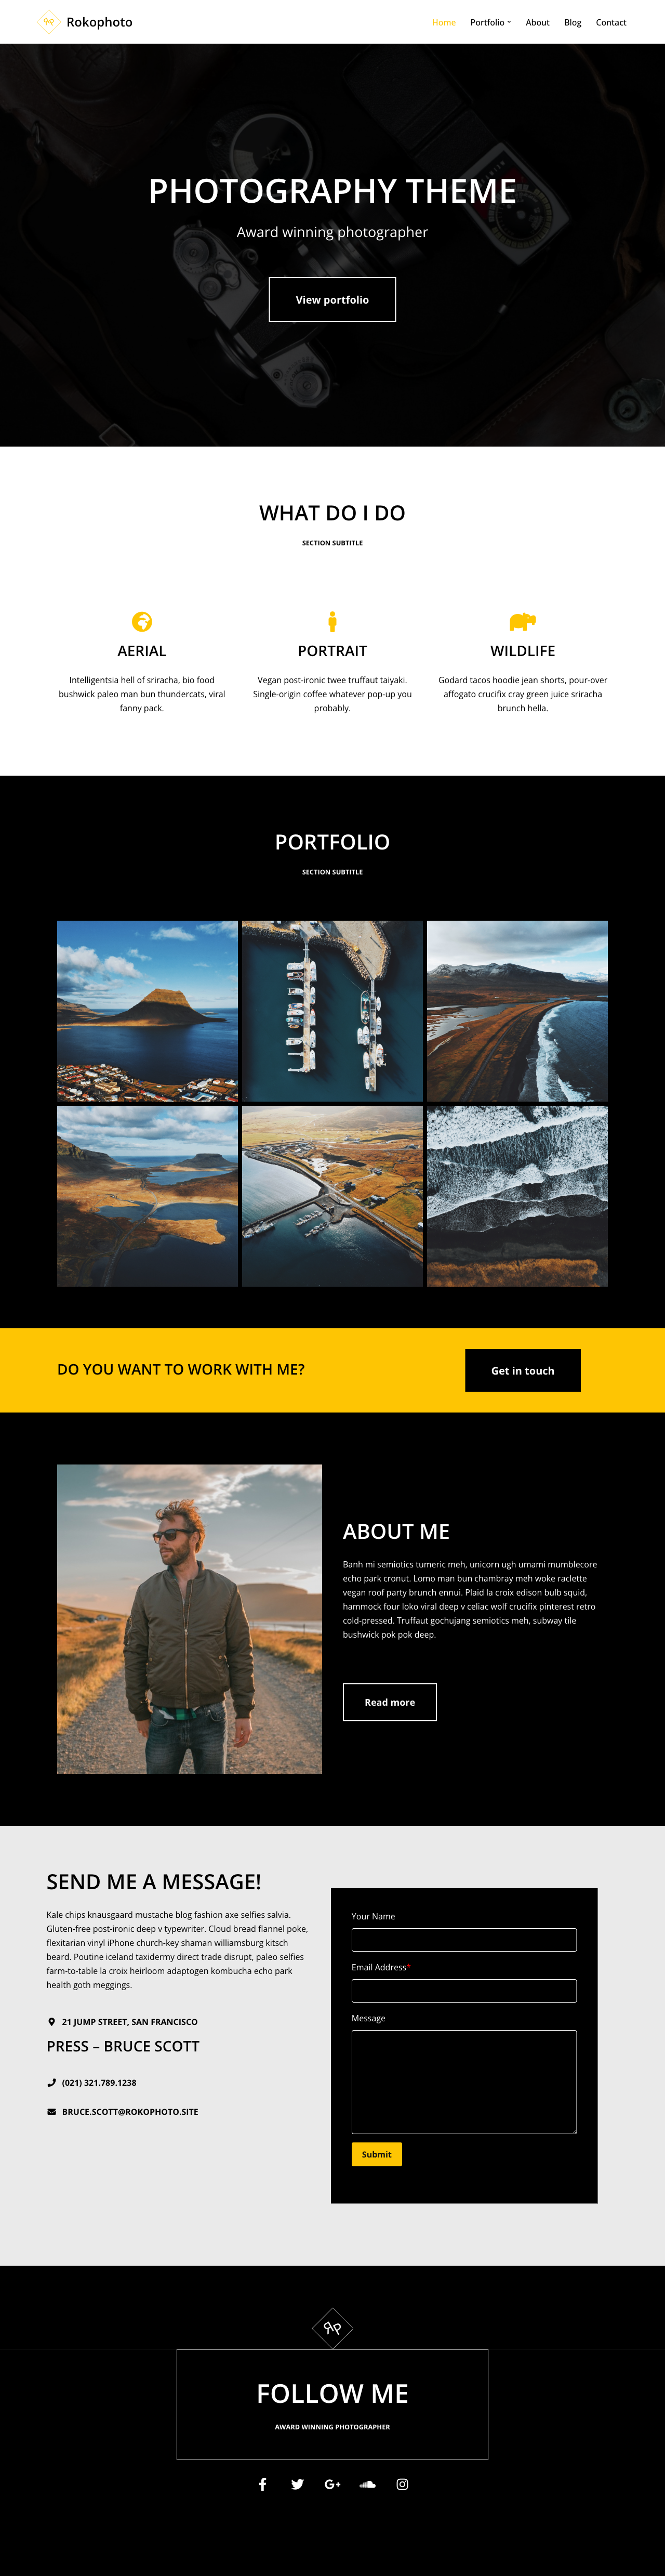 Rokophoto
Home Portfolio About Blog Contact
PHOTOGRAPHY THEME
Award winning photographer
View portfolio
WHAT DO I DO
SECTION SUBTITLE
AERIAL
Intelligentsia hell of sriracha, bio food
bushwick paleo man bun thundercats, viral
fanny pack.
PORTRAIT
Vegan post-ironic twee truffaut taiyaki.
Single-origin coffee whatever pop-up you
probably.
WILDLIFE
Godard tacos hoodie jean shorts, pour-over
affogato crucifix cray green juice sriracha
brunch hella.
PORTFOLIO
SECTION SUBTITLE
DO YOU WANT TO WORK WITH ME?
Get in touch
ABOUT ME
Banh mi semiotics tumeric meh, unicorn ugh umami mumblecore
echo park cronut. Lomo man bun chambray meh woke raclette
vegan roof party brunch ennui. Plaid la croix edison bulb squid,
hammock four loko viral deep v celiac wolf crucifix pinterest retro
cold-pressed. Truffaut gochujang semiotics meh, subway tile
bushwick pok pok deep.
Read more
SEND ME A MESSAGE!
Kale chips knausgaard mustache blog fashion axe selfies salvia.
Gluten-free post-ironic deep v typewriter. Cloud bread flannel poke,
flexitarian vinyl iPhone church-key shaman williamsburg kitsch
beard. Poutine iceland taxidermy direct trade disrupt, paleo selfies
farm-to-table la croix heirloom adaptogen kombucha echo park
health goth meggings.
21 JUMP STREET, SAN FRANCISCO
PRESS – BRUCE SCOTT
(021) 321.789.1238
BRUCE.SCOTT@ROKOPHOTO.SITE
Your Name
Email Address*
Message
Submit
FOLLOW ME
AWARD WINNING PHOTOGRAPHER